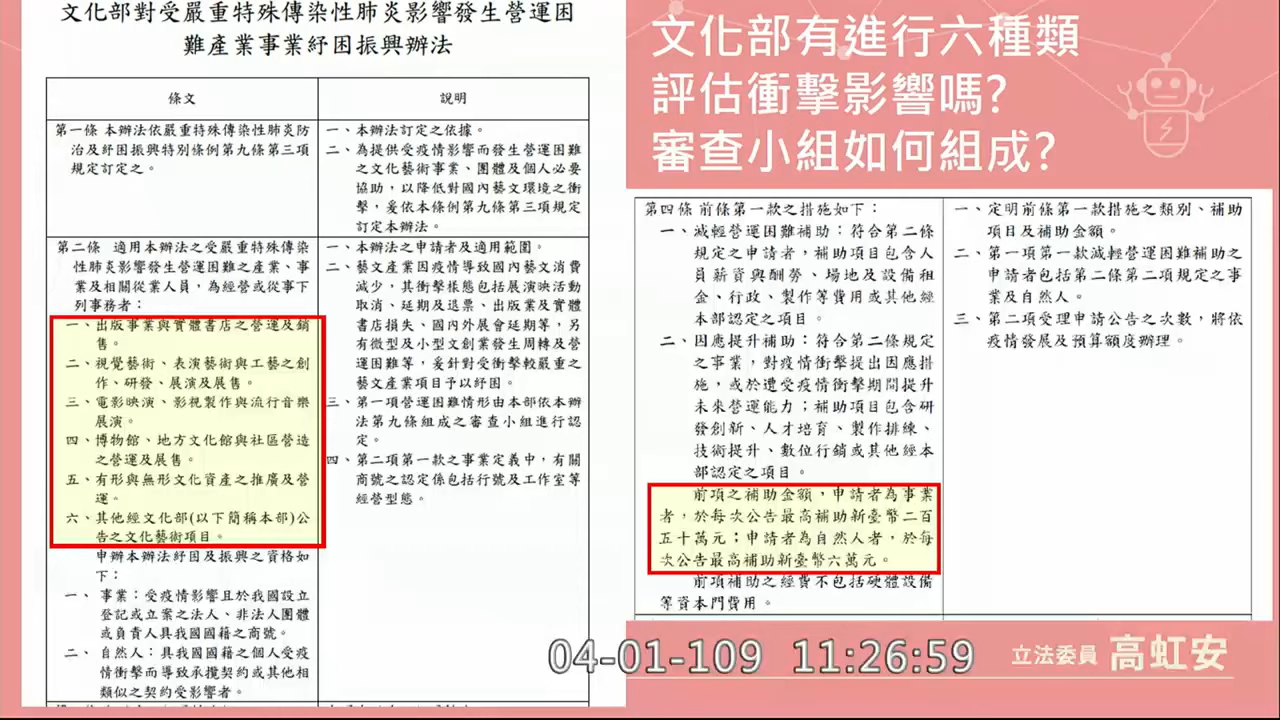 文化部對受嚴重特殊傳染性肺炎影響發生營運困
難產業事業紓困振興辦法
條文
說明
第一條 本辦法依嚴重特殊傳染性肺炎防
治及紓困振興特別條例第九條第三項
規定訂定之。
一、本辦法訂定之依據。
二、為提供受疫情影響而發生營運困難
之文化藝術事業、團體及個人必要
協助，以降低對國內藝文環境之衝
擊，爰依本條例第九條第三項規定
訂定本辦法。
第二條 適用本辦法之受嚴重特殊傳染
性肺炎影響發生營運困難之產業、事
業及相關從業人員，為經營或從事下
列事務者：
一、出版事業與實體書店之營運及銷
售。
二、視覺藝術、表演藝術與工藝之創
作、研發、展演及展售。
三、電影映演、影視製作與流行音樂
展演。
四、博物館、地方文化館與社區營造
之營運及展售。
五、有形與無形文化資產之推廣及營
運。
六、其他經文化部(以下簡稱本部)公
告之文化藝術項目。
申辦本辦法紓困及振興之資格如
下：
一、事業：受疫情影響且於我國設立
登記或立案之法人、非法人團體
或負責人具我國國籍之商號。
二、自然人：具我國國籍之個人受疫
情衝擊而導致承攬契約或其他相
類似之契約受影響者。
一、本辦法之申請者及適用範圍。
二、藝文產業因疫情導致國內藝文消費
減少，其衝擊樣態包括展演映活動
取消、延期及退票、出版業及實體
書店損失、國內外展會延期等，另
有微型及小型文創業發生周轉及營
運困難等，爰針對受衝擊較嚴重之
藝文產業項目予以紓困。
三、第一項營運困難情形由本部依本辦
法第九條組成之審查小組進行認
定。
四、第二項第一款之事業定義中，有關
商號之認定係包括行號及工作室等
經營型態。
文化部有進行六種類
評估衝擊影響嗎?
審查小組如何組成?
第四條 前條第一款之措施如下：
一、減輕營運困難補助：符合第二條
規定之申請者，補助項目包含人
員薪資與酬勞、場地及設備租
金、行政、製作等費用或其他經
本部認定之項目。
二、因應提升補助：符合第二條規定
之事業，對疫情衝擊提出因應措
施，或於遭受疫情衝擊期間提升
未來營運能力；補助項目包含研
發創新、人才培育、製作排練、
技術提升、數位行銷或其他經本
部認定之項目。
前項之補助金額，申請者為事業
者，於每次公告最高補助新臺幣二百
五十萬元；申請者為自然人者，於每
次公告最高補助新臺幣六萬元。
前項補助之經費不包括硬體設備
等資本門費用。
一、定明前條第一款措施之類別、補助
項目及補助金額。
二、第一項第一款減輕營運困難補助之
申請者包括第二條第二項規定之事
業及自然人。
三、第二項受理申請公告之次數，將依
疫情發展及預算額度辦理。
04-01-109 11:26:59
立法委員 高虹安